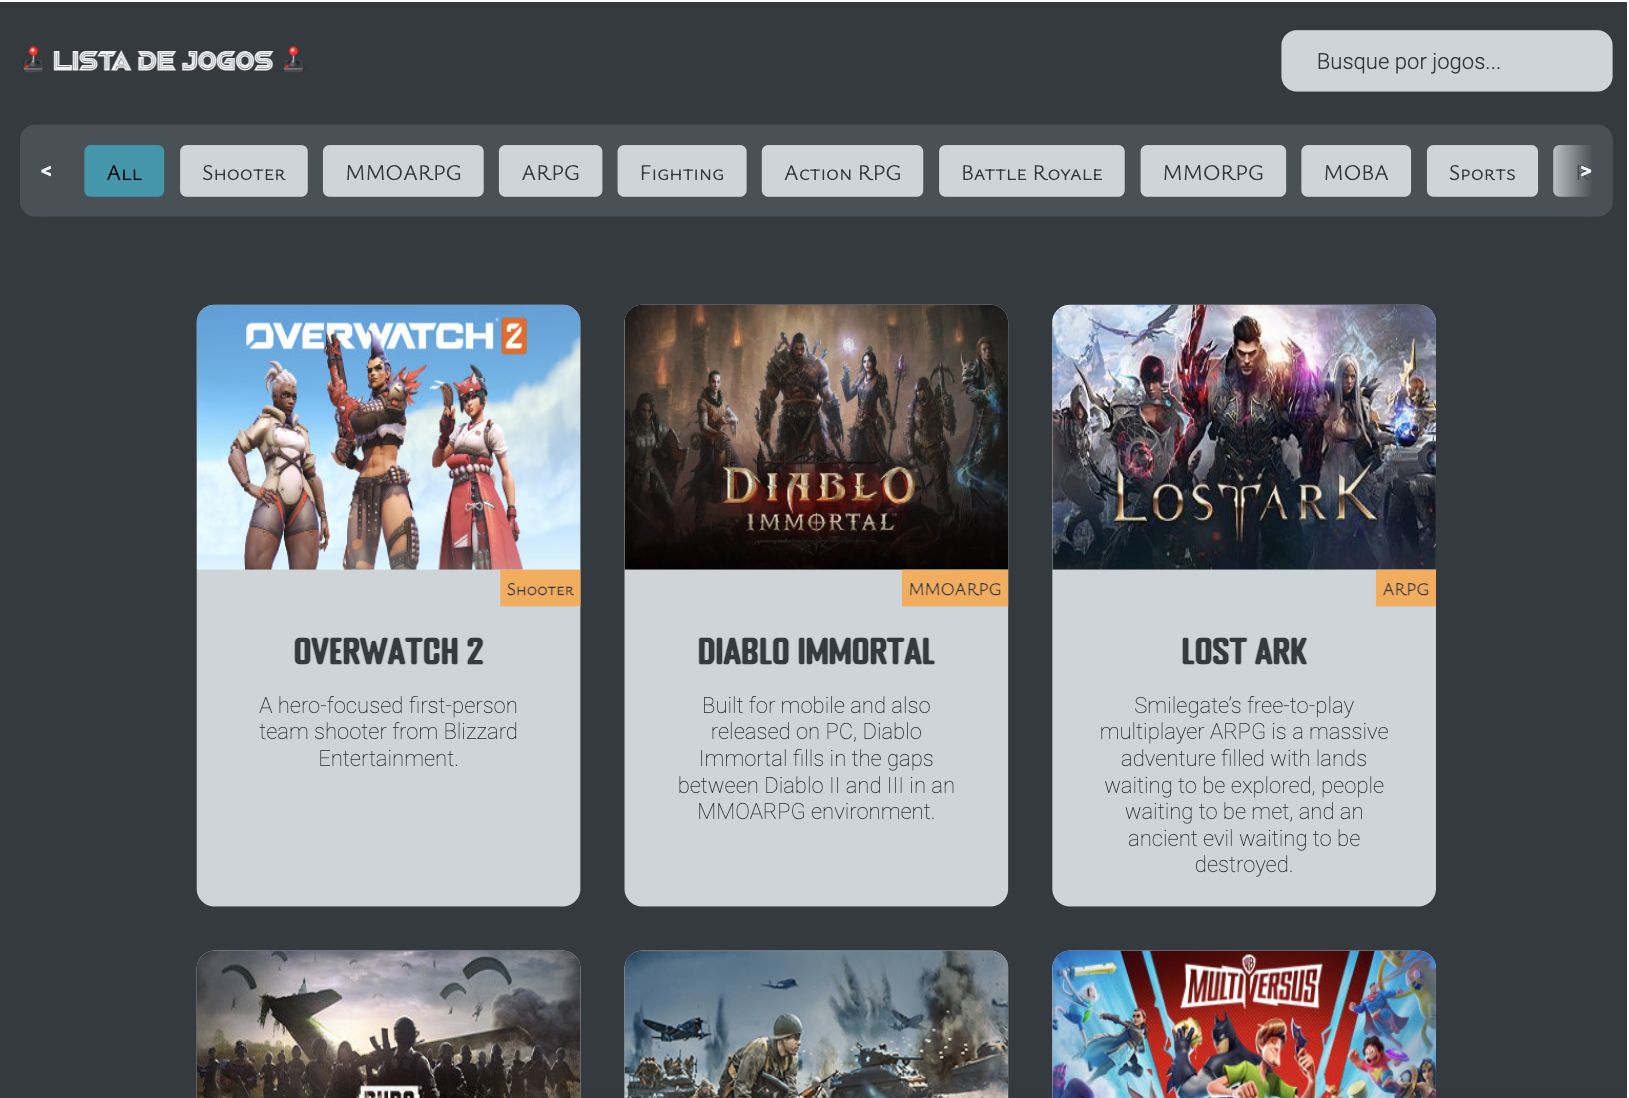 LISTA DE JOGOS
Busque por jogos...
<
All
Shooter
MMOARPG
ARPG
Fighting
Action RPG
Battle Royale
MMORPG
MOBA
Sports
>
OVERWATCH 2
DIABLO
IMMORTAL
LOST ARK
Shooter
MMOARPG
ARPG
OVERWATCH 2
DIABLO IMMORTAL
LOST ARK
A hero-focused first-person
team shooter from Blizzard
Entertainment.
Built for mobile and also
released on PC, Diablo
Immortal fills in the gaps
between Diablo II and III in an
MMOARPG environment.
Smilegate’s free-to-play
multiplayer ARPG is a massive
adventure filled with lands
waiting to be explored, people
waiting to be met, and an
ancient evil waiting to be
destroyed.
PUBG
MULTIVERSUS